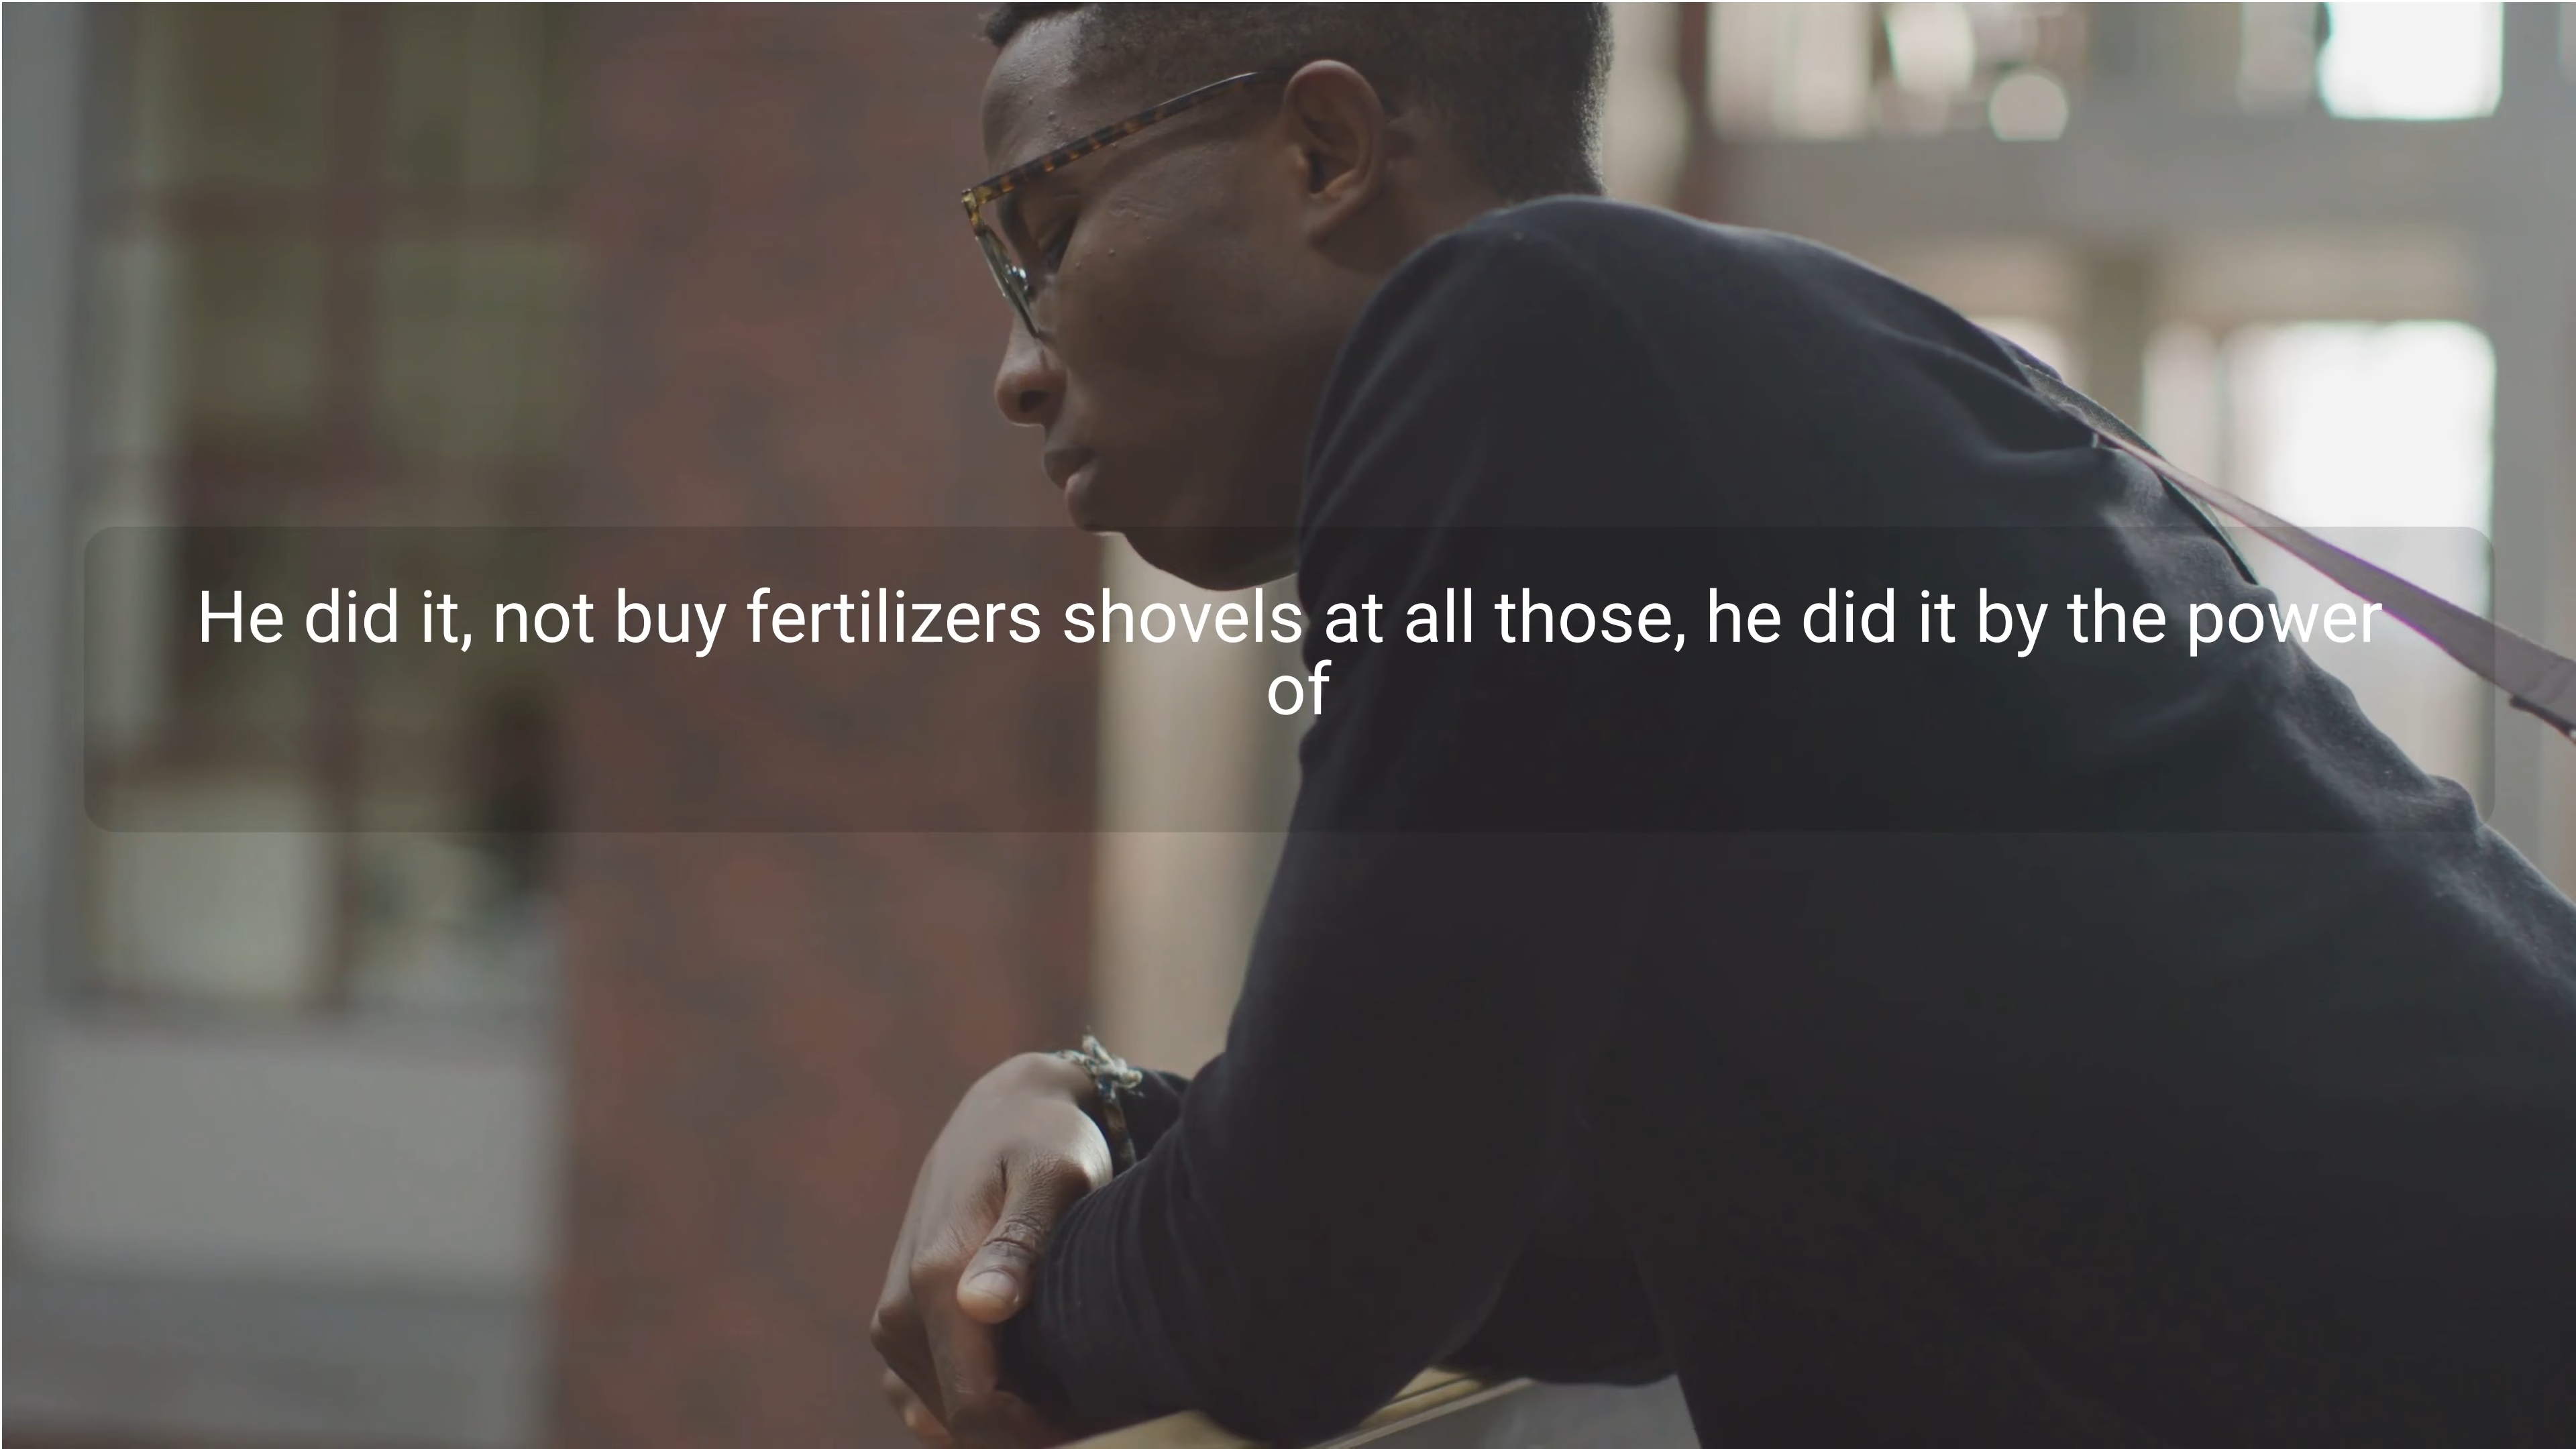 He did it, not buy fertilizers shovels at all those, he did it by the power
of